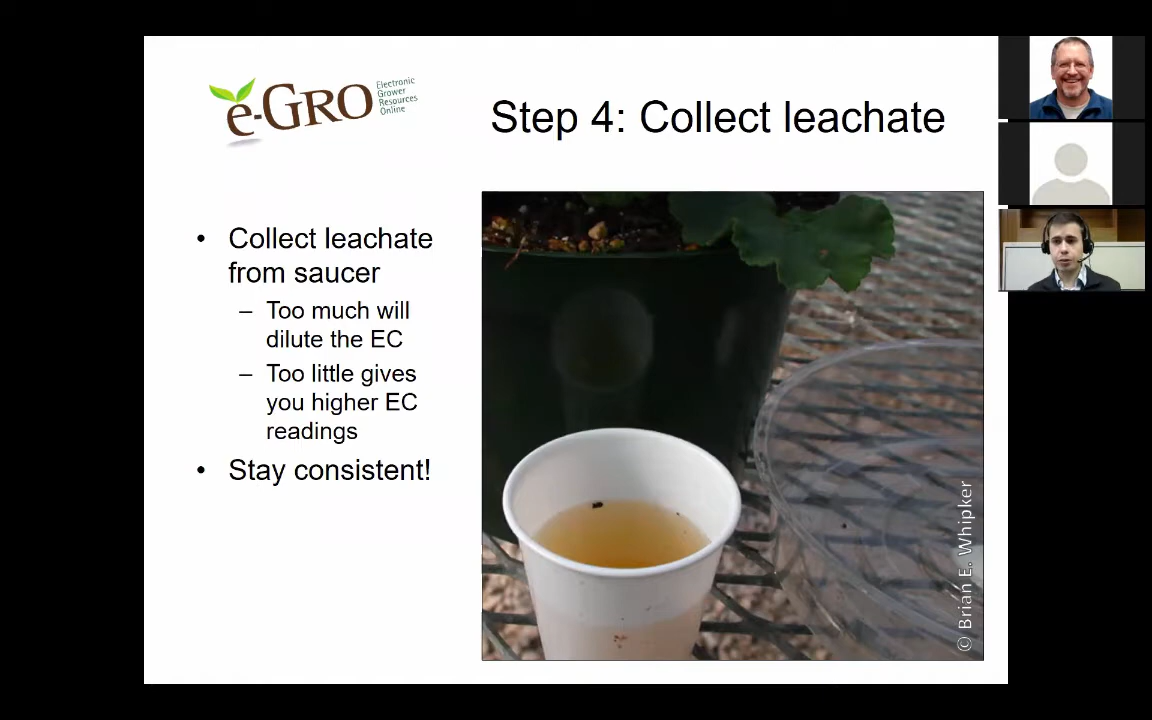 e-GRO
Electronic
Grower
Resources
Online
Step 4: Collect leachate
• Collect leachate
from saucer
– Too much will
dilute the EC
– Too little gives
you higher EC
readings
• Stay consistent!
© Brian E. Whipker